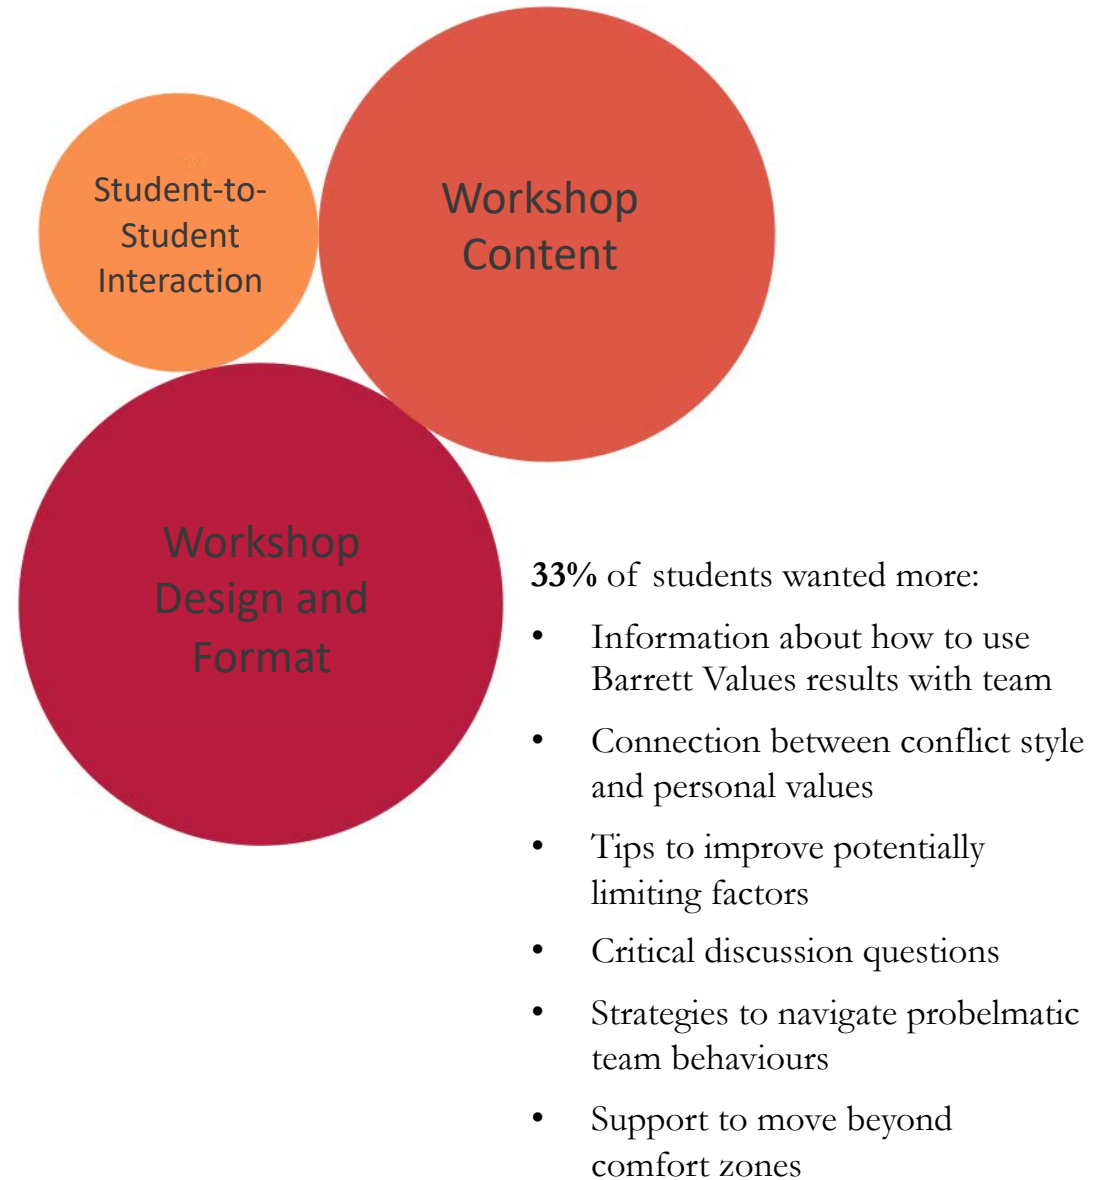 Student-to-
Student
Interaction
Workshop
Content
Workshop
Design and
Format
33% of students wanted more:
• Information about how to use
Barrett Values results with team
• Connection between conflict style
and personal values
• Tips to improve potentially
limiting factors
• Critical discussion questions
• Strategies to navigate probelmatic
team behaviours
• Support to move beyond
comfort zones